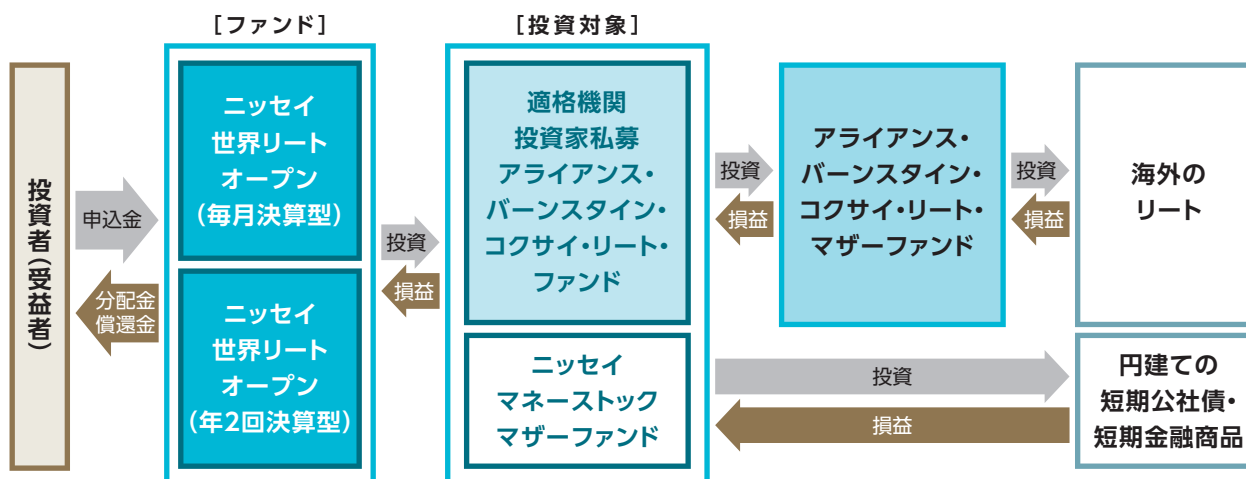 [ファンド]
[投資対象]
投資者(受益者)
申込金
分配金
償還金
ニッセイ
世界リート
オープン
(毎月決算型)
ニッセイ
世界リート
オープン
(年2回決算型)
投資
損益
適格機関
投資家私募
アライアンス・
バーンスタイン・
コクサイ・リート・
ファンド
ニッセイ
マネーストック
マザーファンド
投資
損益
アライアンス・
バーンスタイン・
コクサイ・リート・
マザーファンド
投資
損益
海外の
リート
投資
損益
円建ての
短期公社債・
短期金融商品